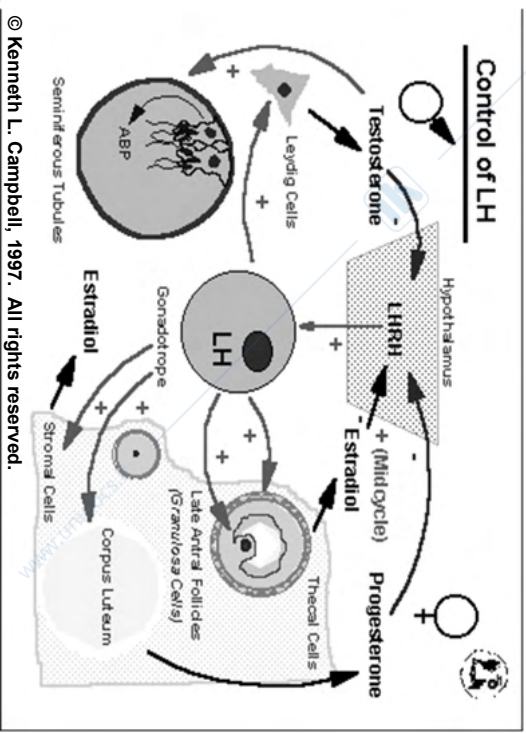 Control of LH
Hypothalamus
LHRH
Testosterone
-
-
+
+ (Midcycle)
-
Estradiol
Progesterone
Leydig Cells
+
+
ABP
Seminiferous Tubules
LH
Gonadotrope
+
+
Thecal Cells
Late Antral Follicles
(Granulosa Cells)
+
+
Estradiol
Stromal Cells
Corpus Luteum
© Kenneth L. Campbell, 1997. All rights reserved.